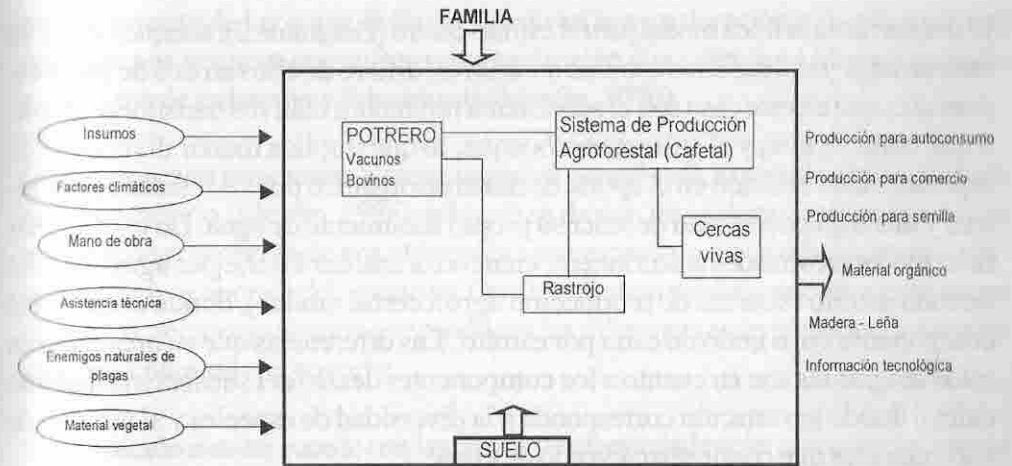 FAMILIA
Insumos
Factores climáticos
Mano de obra
Asistencia técnica
Enemigos naturales de
plagas
Material vegetal
POTRERO
Vacunos
Bovinos
Sistema de Producción
Agroforestal (Cafetal)
Cercas
vivas
Rastrojo
SUELO
Producción para autoconsumo
Producción para comercio
Producción para semilla
Material orgánico
Madera - Leña
Información tecnológica